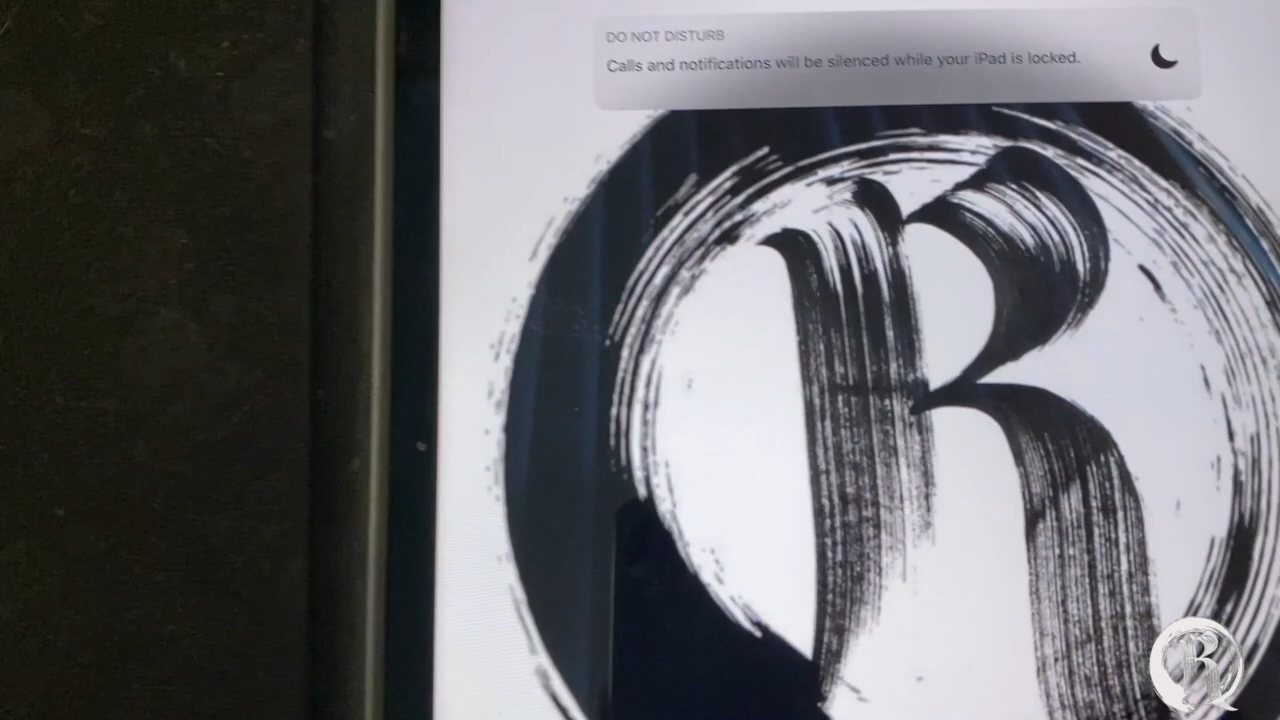 DO NOT DISTURB
Calls and notifications will be silenced while your iPad is locked.
R
R